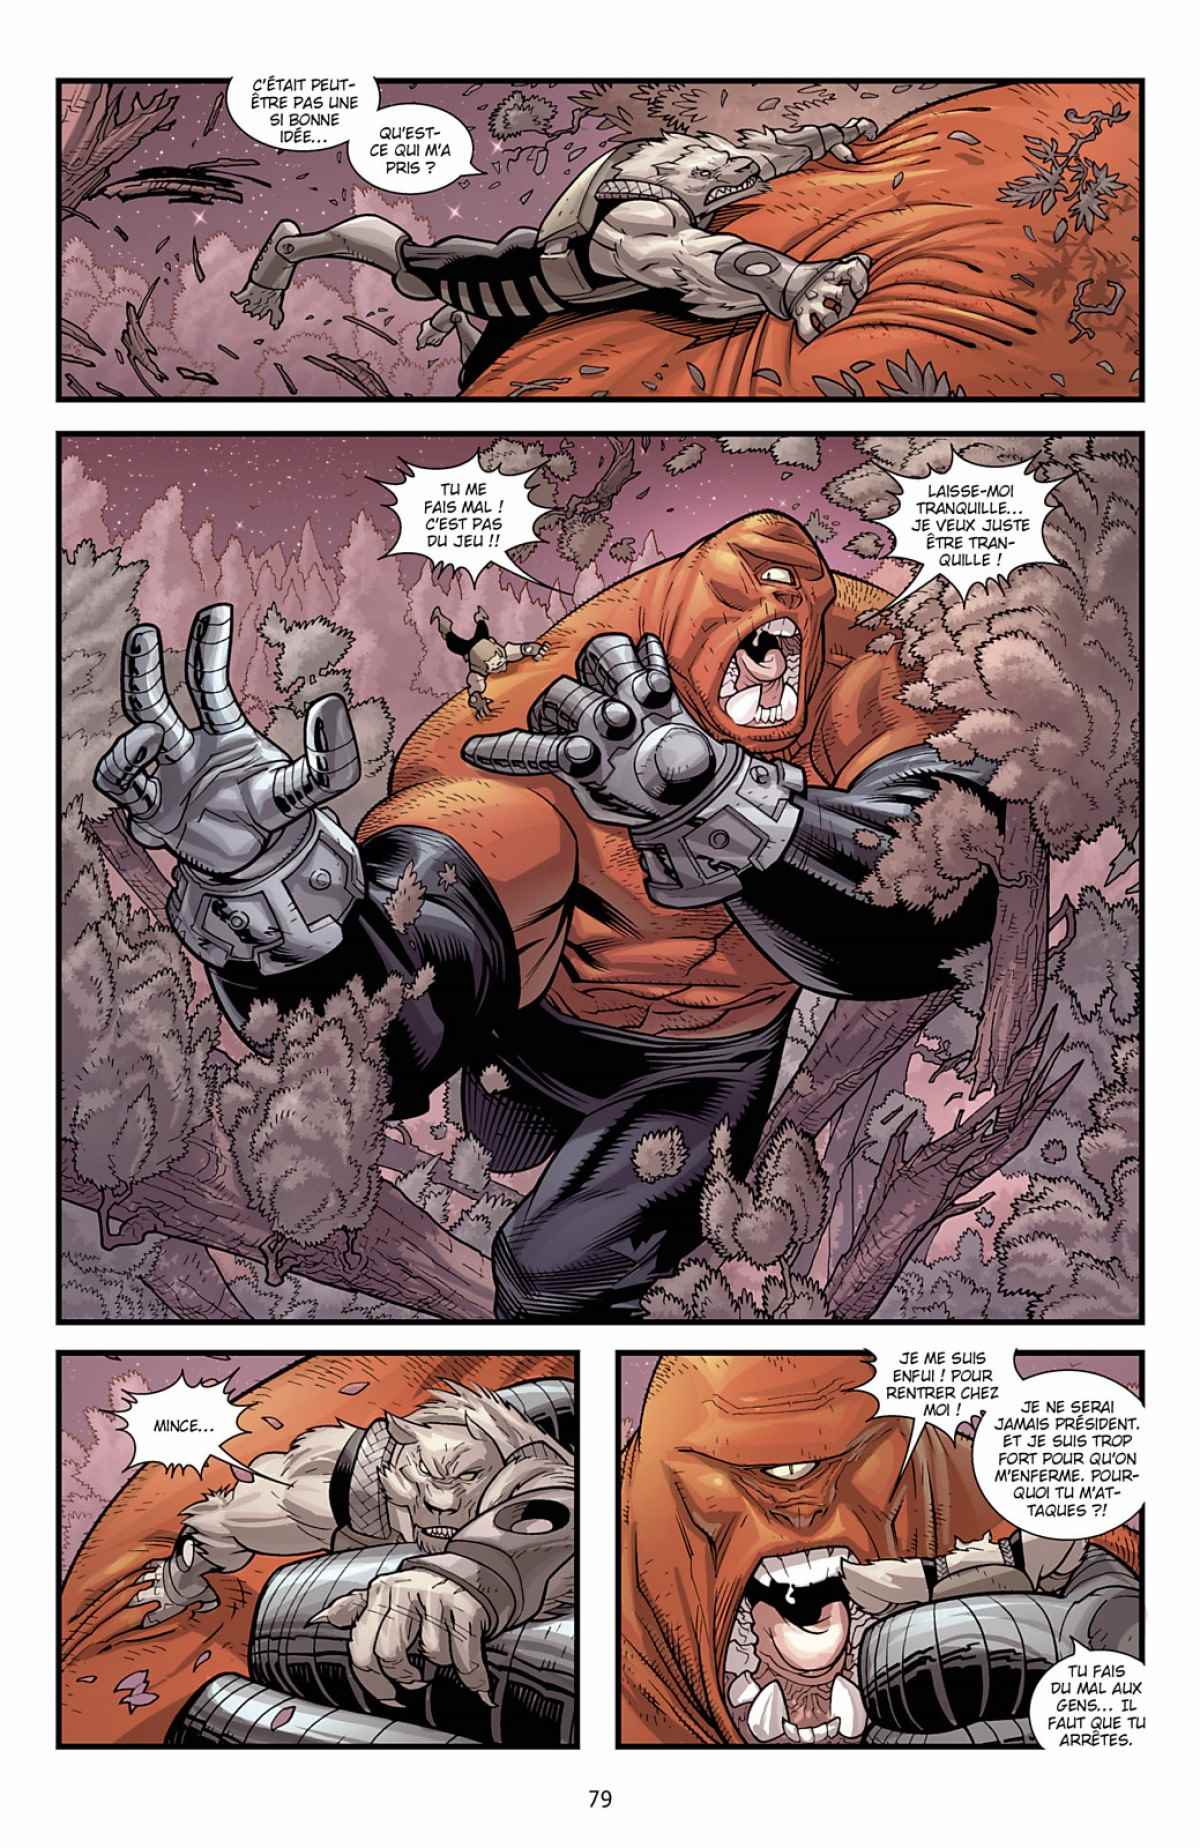 C'ÉTAIT PEUT-
ÊTRE PAS UNE
SI BONNE
IDÉE...
QU'EST-
CE QUI M'A
PRIS ?
TU ME
FAIS MAL !
C'EST PAS
DU JEU !!
LAISSE-MOI
TRANQUILLE...
JE VEUX JUSTE
ÊTRE TRAN-
QUILLE !
MINCE...
JE ME SUIS
ENFUI ! POUR
RENTRER CHEZ
MOI !
JE NE SERAI
JAMAIS PRÉSIDENT.
ET JE SUIS TROP
FORT POUR QU'ON
M'ENFERME. POUR-
QUOI TU M'AT-
TAQUES ?!
TU FAIS
DU MAL AUX
GENS... IL
FAUT QUE TU
ARRÊTES.
79